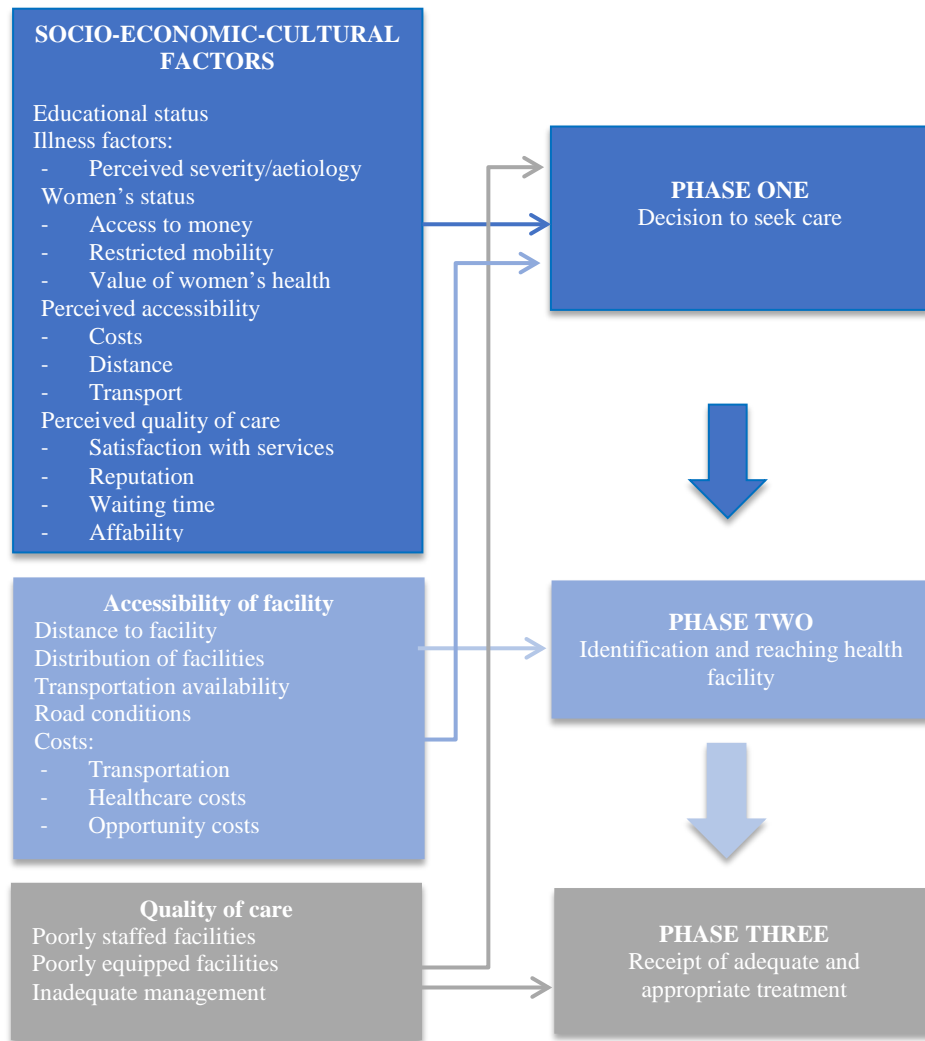 SOCIO-ECONOMIC-CULTURAL
FACTORS
Educational status
Illness factors:
- Perceived severity/aetiology
Women’s status
- Access to money
- Restricted mobility
- Value of women’s health
Perceived accessibility
- Costs
- Distance
- Transport
Perceived quality of care
- Satisfaction with services
- Reputation
- Waiting time
- Affability
PHASE ONE
Decision to seek care
Accessibility of facility
Distance to facility
Distribution of facilities
Transportation availability
Road conditions
Costs:
- Transportation
- Healthcare costs
- Opportunity costs
PHASE TWO
Identification and reaching health
facility
Quality of care
Poorly staffed facilities
Poorly equipped facilities
Inadequate management
PHASE THREE
Receipt of adequate and
appropriate treatment